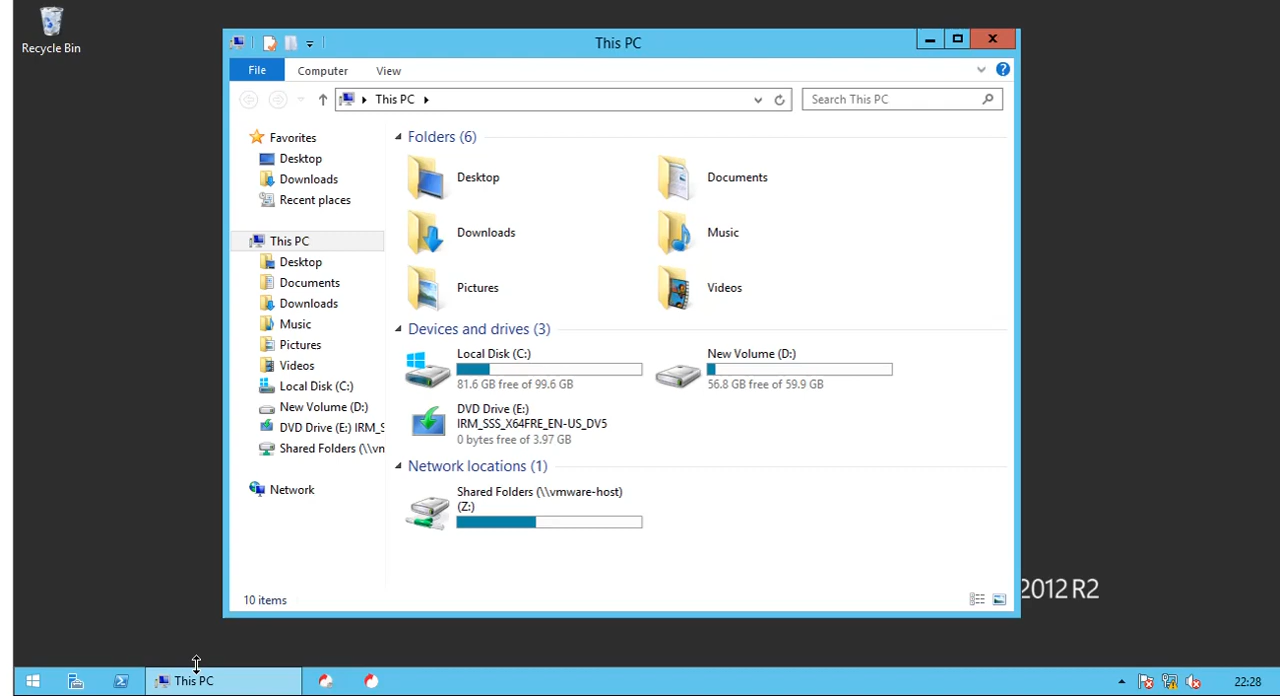 Recycle Bin
This PC
File
Computer
View
This PC
Search This PC
Favorites
Desktop
Downloads
Recent places
This PC
Desktop
Documents
Downloads
Music
Pictures
Videos
Local Disk (C:)
New Volume (D:)
DVD Drive (E:) IRM_S
Shared Folders (\\vm
Network
Folders (6)
Desktop
Documents
Downloads
Music
Pictures
Videos
Devices and drives (3)
Local Disk (C:)
81.6 GB free of 99.6 GB
New Volume (D:)
56.8 GB free of 59.9 GB
DVD Drive (E:)
IRM_SSS_X64FRE_EN-US_DV5
0 bytes free of 3.97 GB
Network locations (1)
Shared Folders (\\vmware-host)
(Z:)
10 items
2012 R2
This PC
22:28